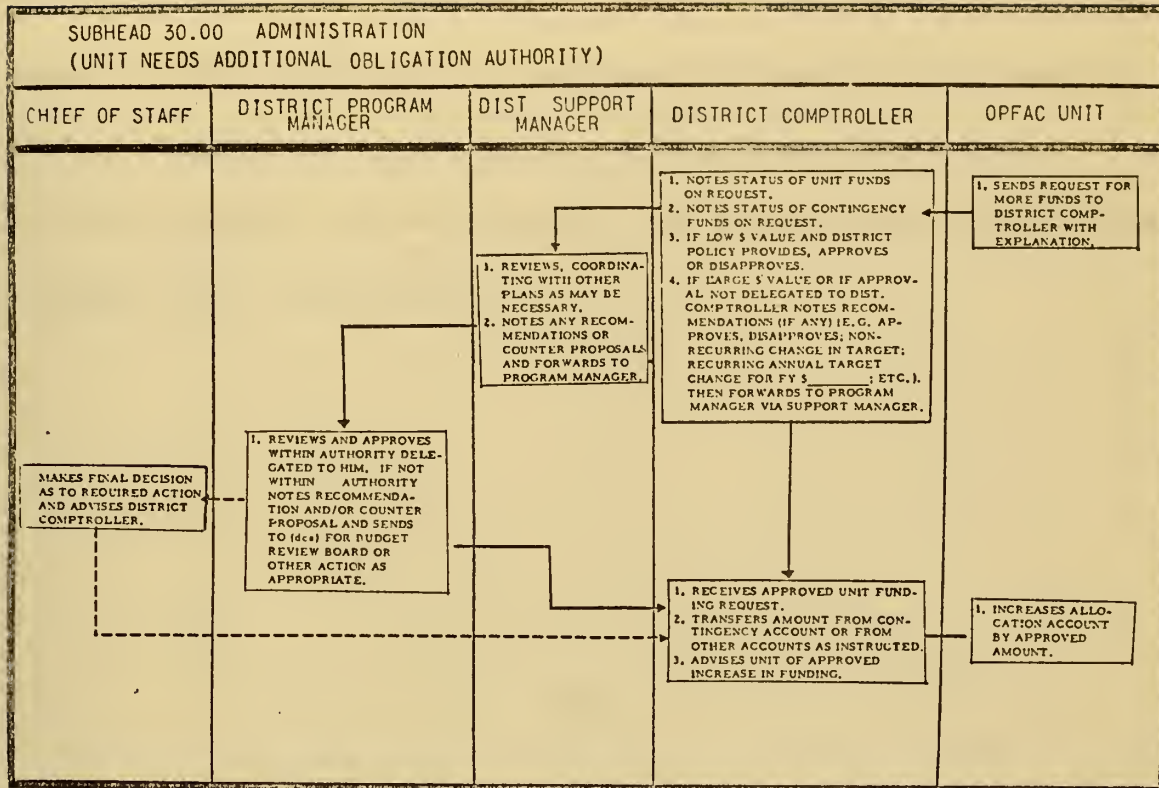 SUBHEAD 30.00 ADMINISTRATION
(UNIT NEEDS ADDITIONAL OBLIGATION AUTHORITY)
CHIEF OF STAFF
DISTRICT PROGRAM
MANAGER
DIST SUPPORT
MANAGER
DISTRICT COMPTROLLER
OPFAC UNIT
1. SENDS REQUEST FOR
MORE FUNDS TO
DISTRICT COMP-
TROLLER WITH
EXPLANATION.
1. NOTES STATUS OF UNIT FUNDS
ON REQUEST.
2. NOTES STATUS OF CONTINGENCY
FUNDS ON REQUEST.
3. IF LOW $ VALUE AND DISTRICT
POLICY PROVIDES, APPROVES
OR DISAPPROVES.
4. IF LARGE $ VALUE OR IF APPROV-
AL NOT DELEGATED TO DIST.
COMPTROLLER NOTES RECOM-
MENDATIONS (IF ANY) (E.G. AP-
PROVES, DISAPPROVES; NON-
RECURRING CHANGE IN TARGET;
RECURRING ANNUAL TARGET
CHANGE FOR FY $________; ETC.).
THEN FORWARDS TO PROGRAM
MANAGER VIA SUPPORT MANAGER.
1. REVIEWS, COORDINA-
TING WITH OTHER
PLANS AS MAY BE
NECESSARY.
2. NOTES ANY RECOM-
MENDATIONS OR
COUNTER PROPOSALS
AND FORWARDS TO
PROGRAM MANAGER.
1. REVIEWS AND APPROVES
WITHIN AUTHORITY DELE-
GATED TO HIM. IF NOT
WITHIN AUTHORITY
NOTES RECOMMENDA-
TION AND/OR COUNTER
PROPOSAL AND SENDS
TO (dcs) FOR BUDGET
REVIEW BOARD OR
OTHER ACTION AS
APPROPRIATE.
MAKES FINAL DECISION
AS TO REQUIRED ACTION
AND ADVISES DISTRICT
COMPTROLLER.
1. RECEIVES APPROVED UNIT FUND-
ING REQUEST.
2. TRANSFERS AMOUNT FROM CON-
TINGENCY ACCOUNT OR FROM
OTHER ACCOUNTS AS INSTRUCTED.
3. ADVISES UNIT OF APPROVED
INCREASE IN FUNDING.
1. INCREASES ALLO-
CATION ACCOUNT
BY APPROVED
AMOUNT.